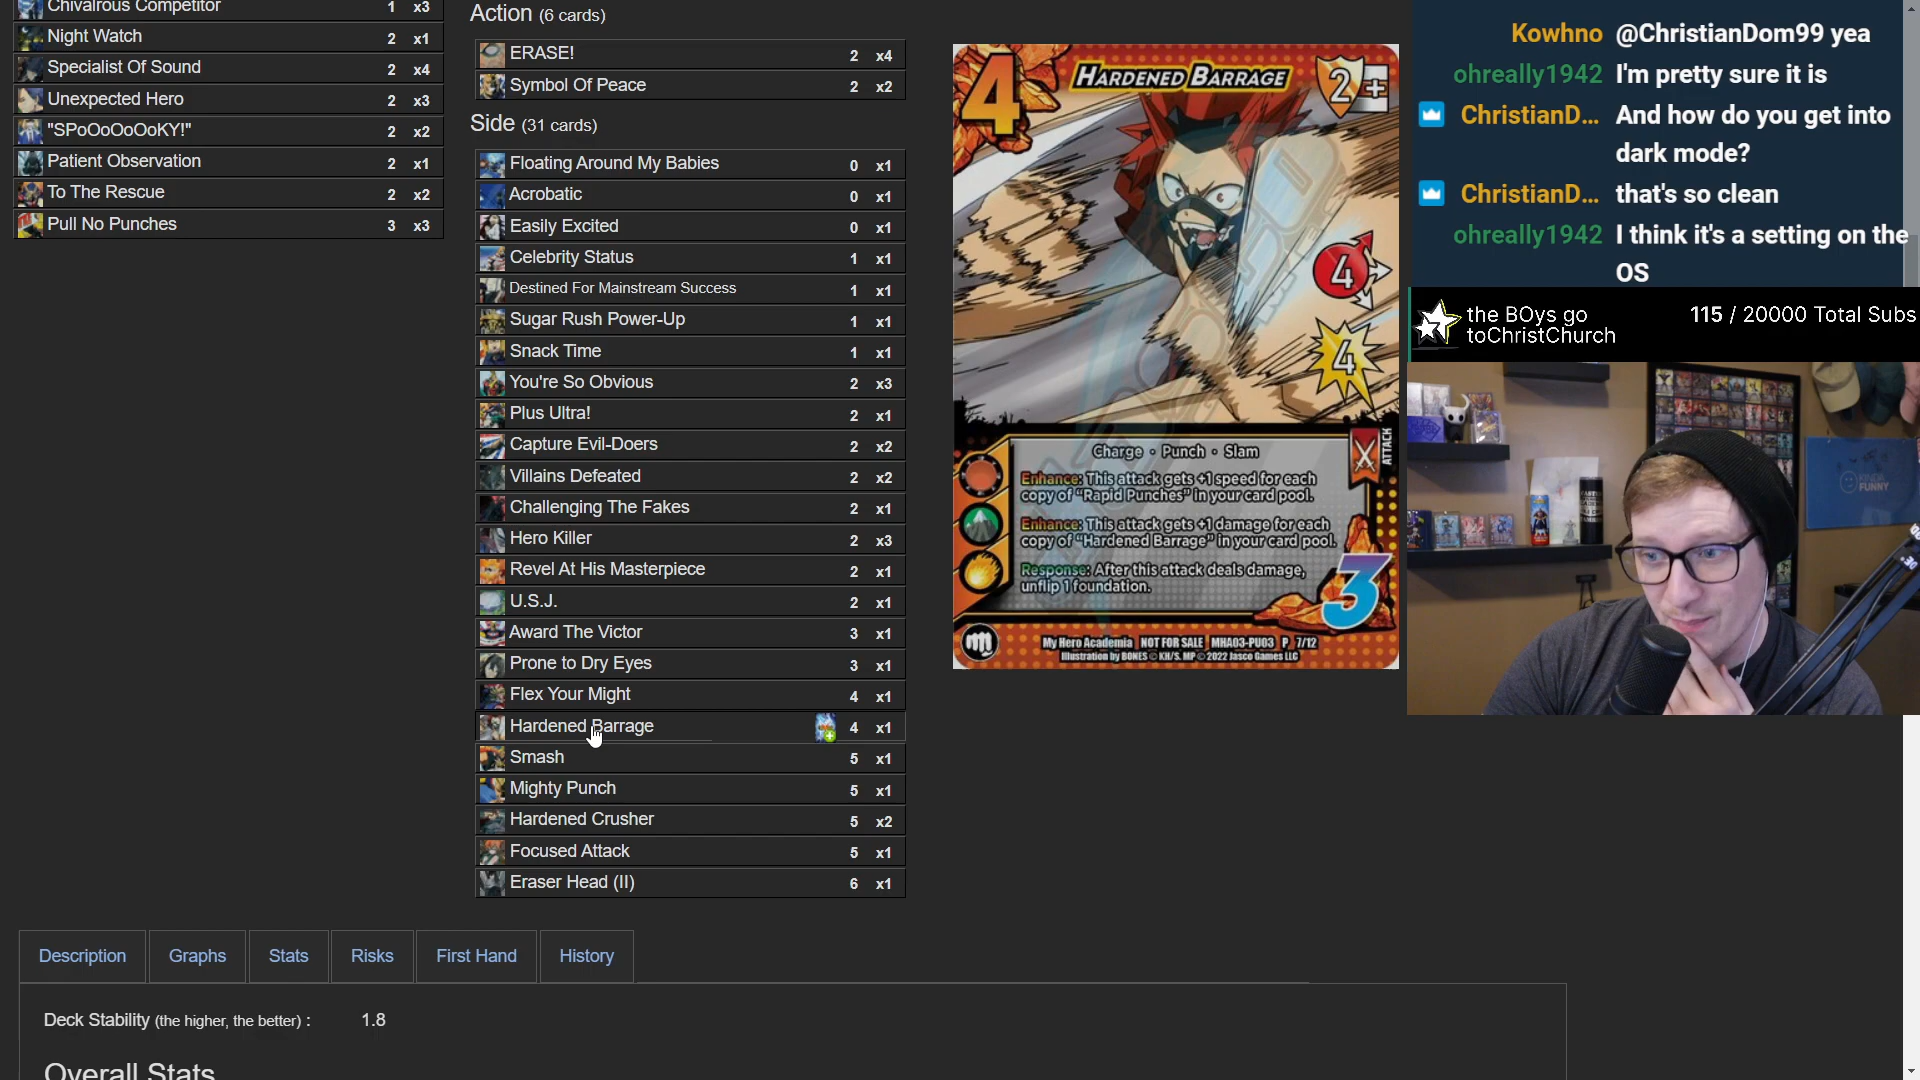 Chivalrous Competitor 1 x3
Night Watch 2 x1
Specialist Of Sound 2 x4
Unexpected Hero 2 x3
"SPoOoOoOoKY!" 2 x2
Patient Observation 2 x1
To The Rescue 2 x2
Pull No Punches 3 x3
Action (6 cards)
ERASE! 2 x4
Symbol Of Peace 2 x2
Side (31 cards)
Floating Around My Babies 0 x1
Acrobatic 0 x1
Easily Excited 0 x1
Celebrity Status 1 x1
Destined For Mainstream Success 1 x1
Sugar Rush Power-Up 1 x1
Snack Time 1 x1
You're So Obvious 2 x3
Plus Ultra! 2 x1
Capture Evil-Doers 2 x2
Villains Defeated 2 x2
Challenging The Fakes 2 x1
Hero Killer 2 x3
Revel At His Masterpiece 2 x1
U.S.J. 2 x1
Award The Victor 3 x1
Prone to Dry Eyes 3 x1
Flex Your Might 4 x1
Hardened Barrage 4 x1
Smash 5 x1
Mighty Punch 5 x1
Hardened Crusher 5 x2
Focused Attack 5 x1
Eraser Head (II) 6 x1
4 HARDENED BARRAGE 2 +
4
4
ATTACK
Charge • Punch • Slam
Enhance: This attack gets +1 speed for each
copy of "Rapid Punches" in your card pool.
Enhance: This attack gets +1 damage for each
copy of "Hardened Barrage" in your card pool.
Response: After this attack deals damage,
unflip 1 foundation.
3
My Hero Academia NOT FOR SALE MHA03-PU03 P 7/12
Illustration by BONES © KH/S, MP © 2022 Jasco Games LLC
Kowhno @ChristianDom99 yea
ohreally1942 I'm pretty sure it is
ChristianD... And how do you get into
dark mode?
ChristianD... that's so clean
ohreally1942 I think it's a setting on the
OS
the BOys go
toChristChurch
115 / 20000 Total Subs
Description Graphs Stats Risks First Hand History
Deck Stability (the higher, the better) : 1.8
Overall Stats